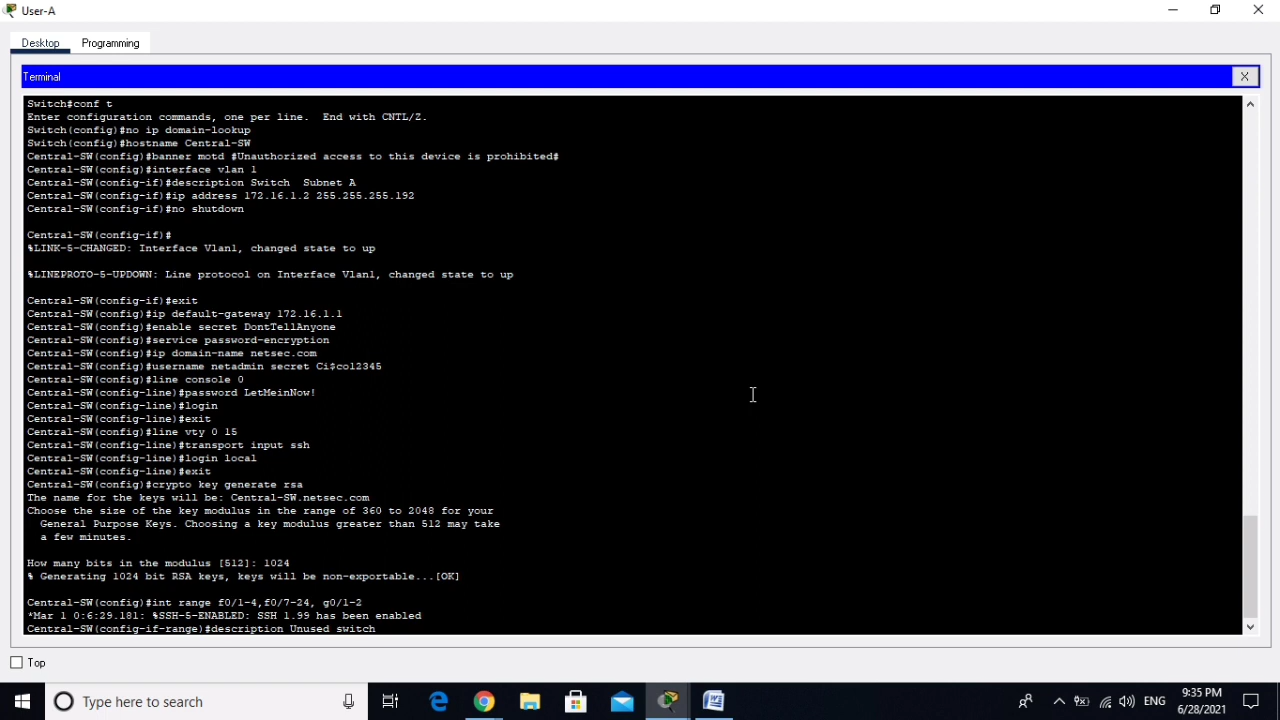 User-A
Desktop Programming
Terminal X
Switch#conf t
Enter configuration commands, one per line.  End with CNTL/Z.
Switch(config)#no ip domain-lookup
Switch(config)#hostname Central-SW
Central-SW(config)#banner motd #Unauthorized access to this device is prohibited#
Central-SW(config)#interface vlan 1
Central-SW(config-if)#description Switch  Subnet A
Central-SW(config-if)#ip address 172.16.1.2 255.255.255.192
Central-SW(config-if)#no shutdown
Central-SW(config-if)#
%LINK-5-CHANGED: Interface Vlan1, changed state to up
%LINEPROTO-5-UPDOWN: Line protocol on Interface Vlan1, changed state to up
Central-SW(config-if)#exit
Central-SW(config)#ip default-gateway 172.16.1.1
Central-SW(config)#enable secret DontTellAnyone
Central-SW(config)#service password-encryption
Central-SW(config)#ip domain-name netsec.com
Central-SW(config)#username netadmin secret Ci$co12345
Central-SW(config)#line console 0
Central-SW(config-line)#password LetMeinNow!
Central-SW(config-line)#login
Central-SW(config-line)#exit
Central-SW(config)#line vty 0 15
Central-SW(config-line)#transport input ssh
Central-SW(config-line)#login local
Central-SW(config-line)#exit
Central-SW(config)#crypto key generate rsa
The name for the keys will be: Central-SW.netsec.com
Choose the size of the key modulus in the range of 360 to 2048 for your
General Purpose Keys. Choosing a key modulus greater than 512 may take
a few minutes.
How many bits in the modulus [512]: 1024
% Generating 1024 bit RSA keys, keys will be non-exportable...[OK]
Central-SW(config)#int range f0/1-4,f0/7-24, g0/1-2
*Mar 1 0:6:29.181: %SSH-5-ENABLED: SSH 1.99 has been enabled
Central-SW(config-if-range)#description Unused switch
Top
Type here to search
ENG
9:35 PM
6/28/2021